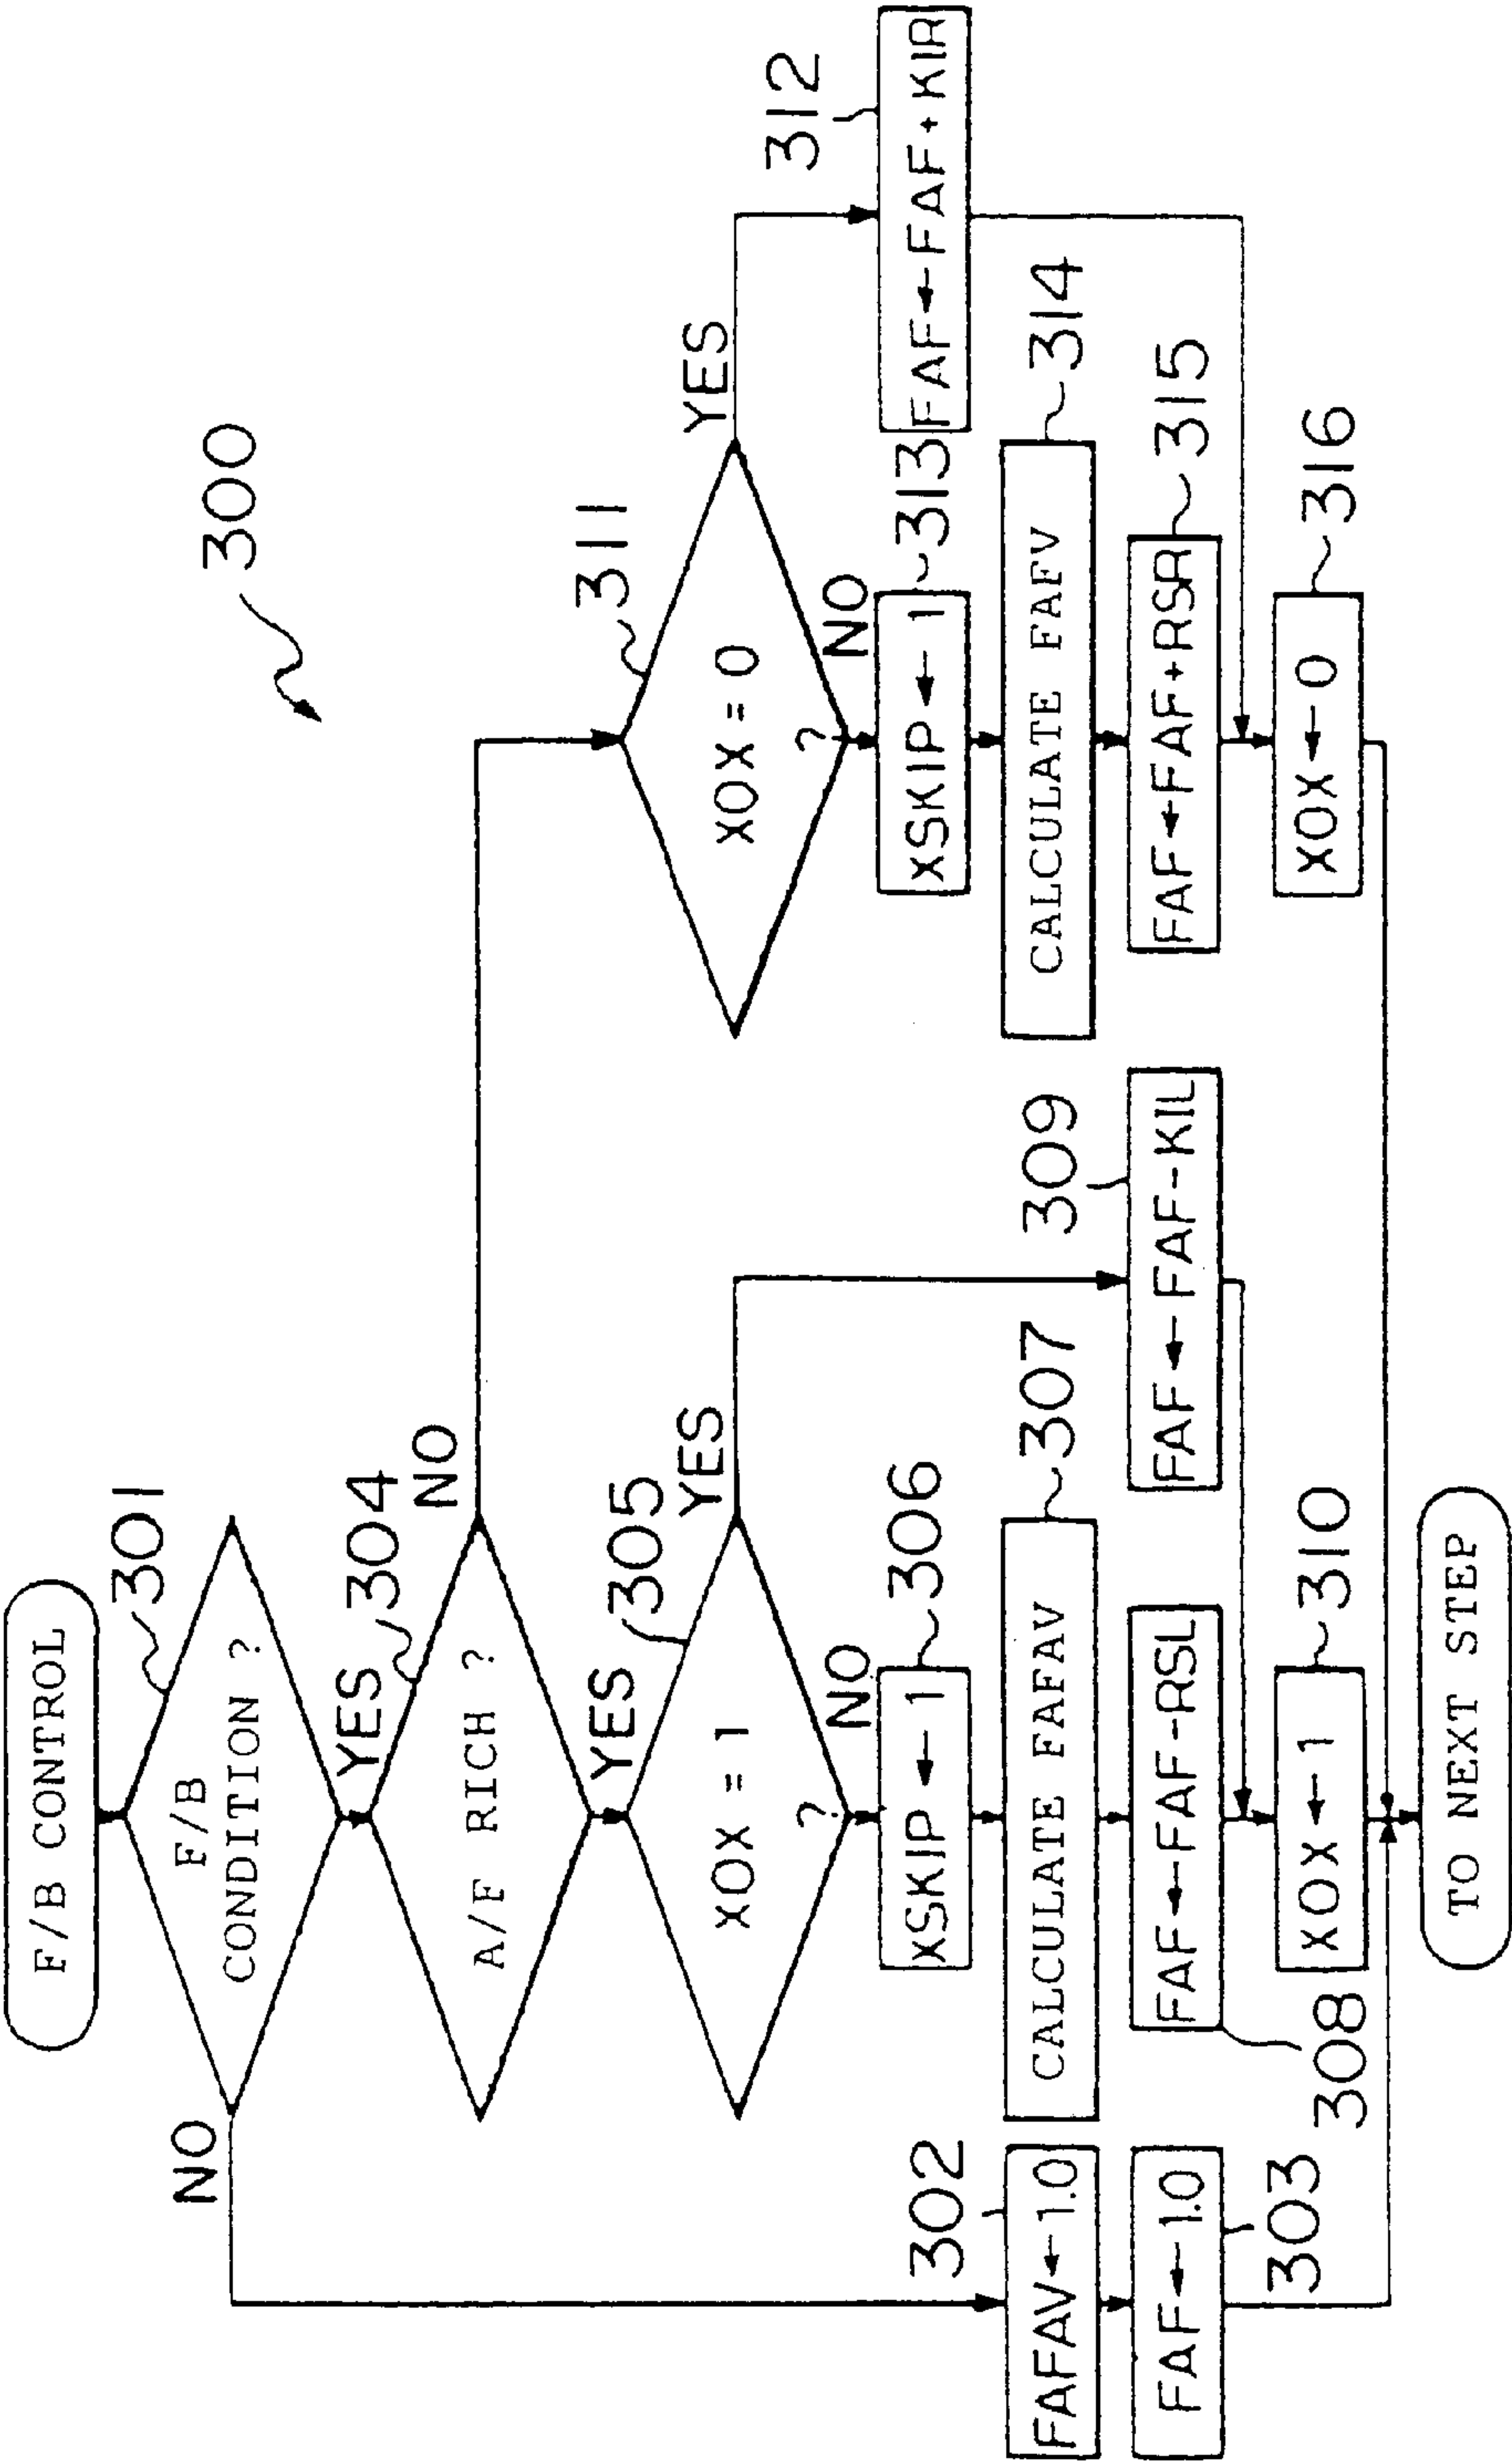 300
F/B CONTROL
301
F/B
CONDITION ?
NO
YES
304
A/F RICH ?
NO
YES
305
XOX = 1
?
YES
NO
XSKIP ← 1
306
CALCULATE FAFAV
307
FAF ← FAF-RSL
308
FAF ← FAF-KIL
309
XOX ← 1
310
302
FAFAV ← 1.0
FAF ← 1.0
303
311
XOX = 0
?
YES
NO
312
FAF ← FAF + KIR
XSKIP ← 1
313
CALCULATE FAFV
314
FAF ← FAF+RSR
315
XOX ← 0
316
TO NEXT STEP